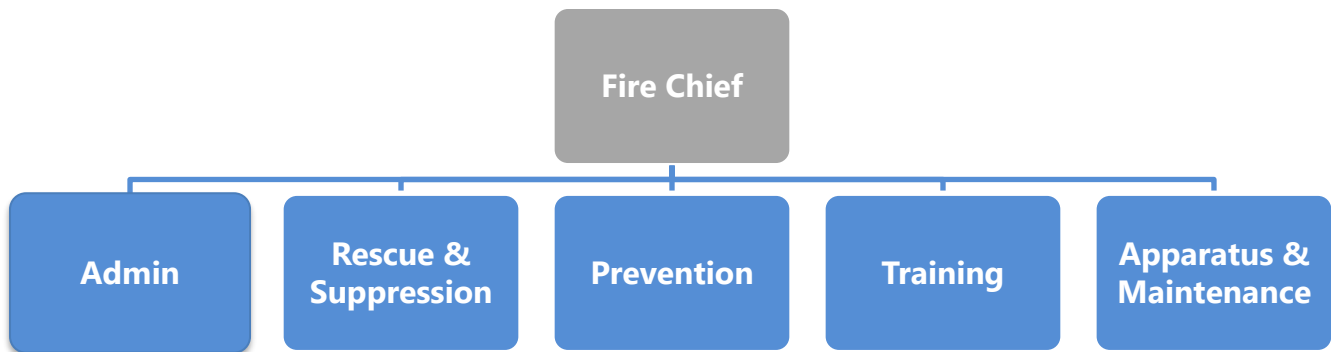 Fire Chief
Admin
Rescue &
Suppression
Prevention
Training
Apparatus &
Maintenance